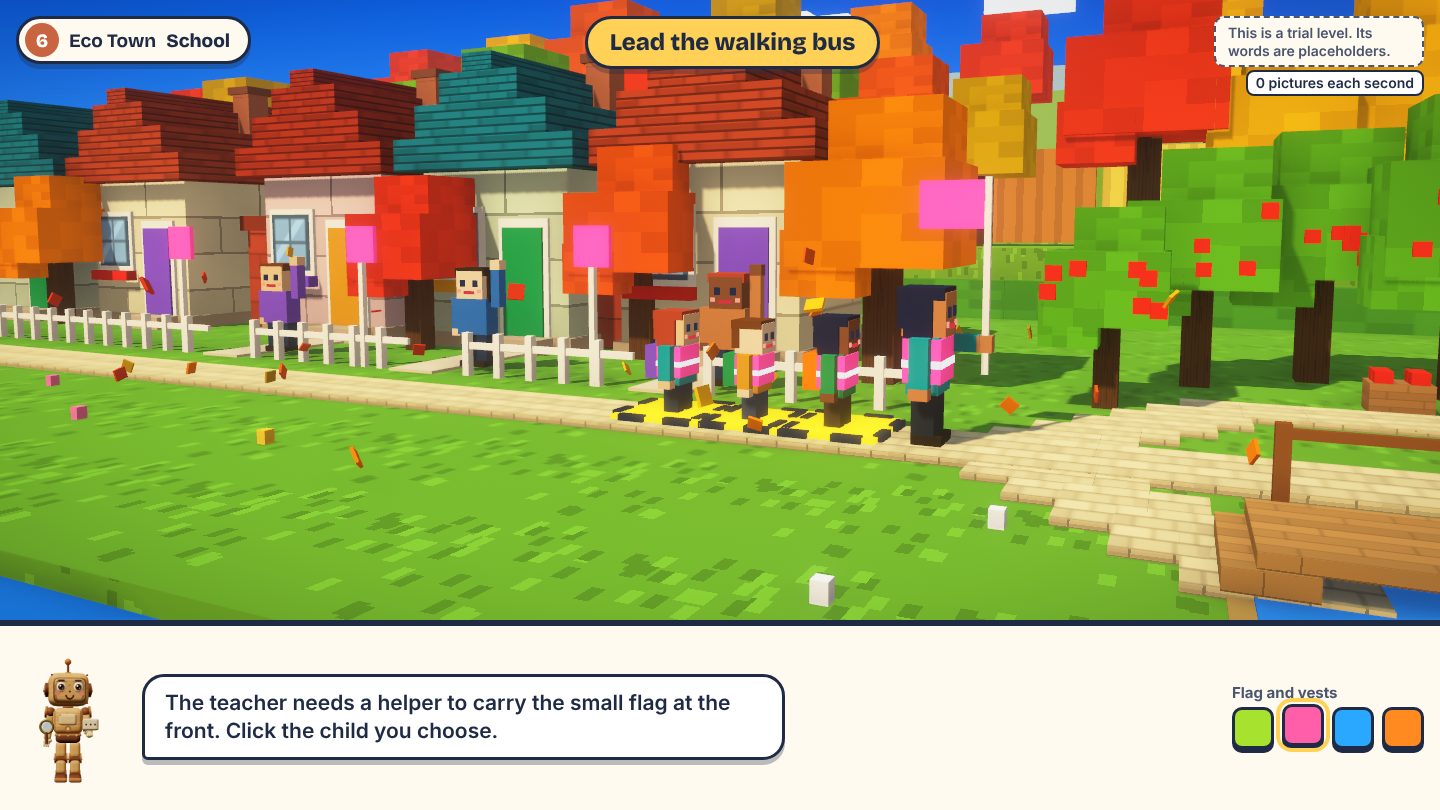 6 Eco Town School
Lead the walking bus
This is a trial level. Its
words are placeholders.
0 pictures each second
The teacher needs a helper to carry the small flag at the
front. Click the child you choose.
Flag and vests